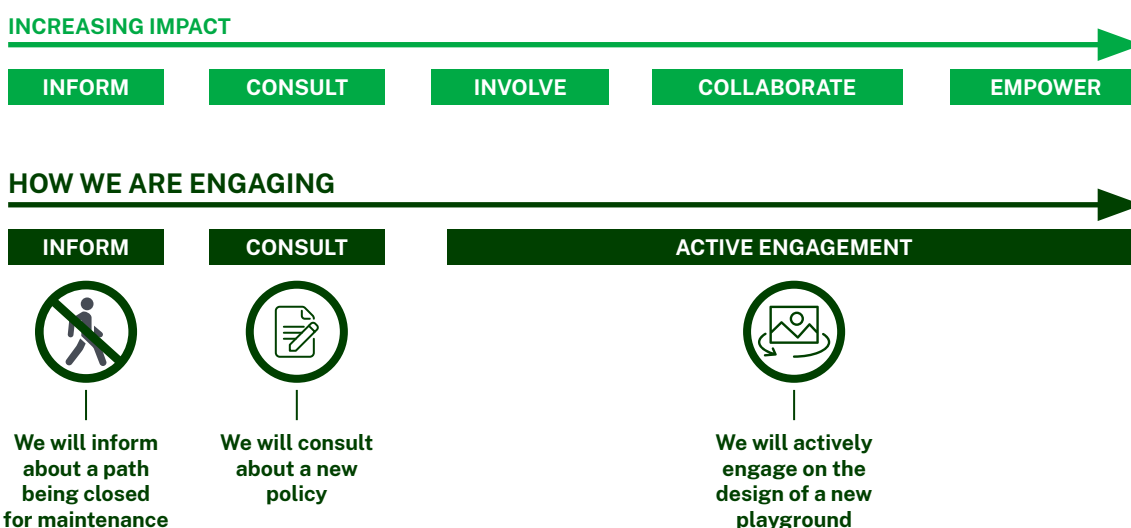 INCREASING IMPACT
INFORM
CONSULT
INVOLVE
COLLABORATE
EMPOWER
HOW WE ARE ENGAGING
INFORM
CONSULT
ACTIVE ENGAGEMENT
We will inform
about a path
being closed
for maintenance
We will consult
about a new
policy
We will actively
engage on the
design of a new
playground